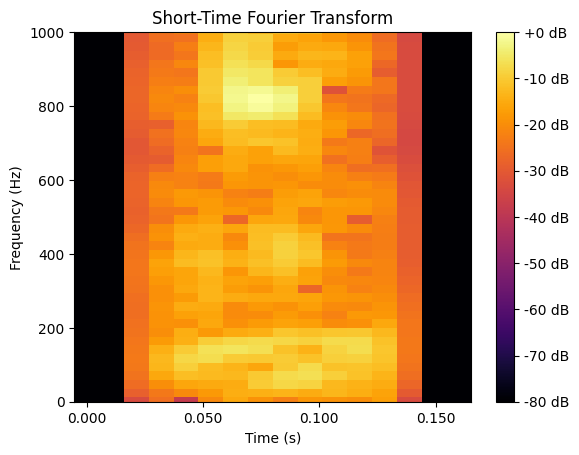 Short-Time Fourier Transform
1000
800
600
400
200
0
Frequency (Hz)
0.000
0.050
0.100
0.150
Time (s)
+0 dB
-10 dB
-20 dB
-30 dB
-40 dB
-50 dB
-60 dB
-70 dB
-80 dB